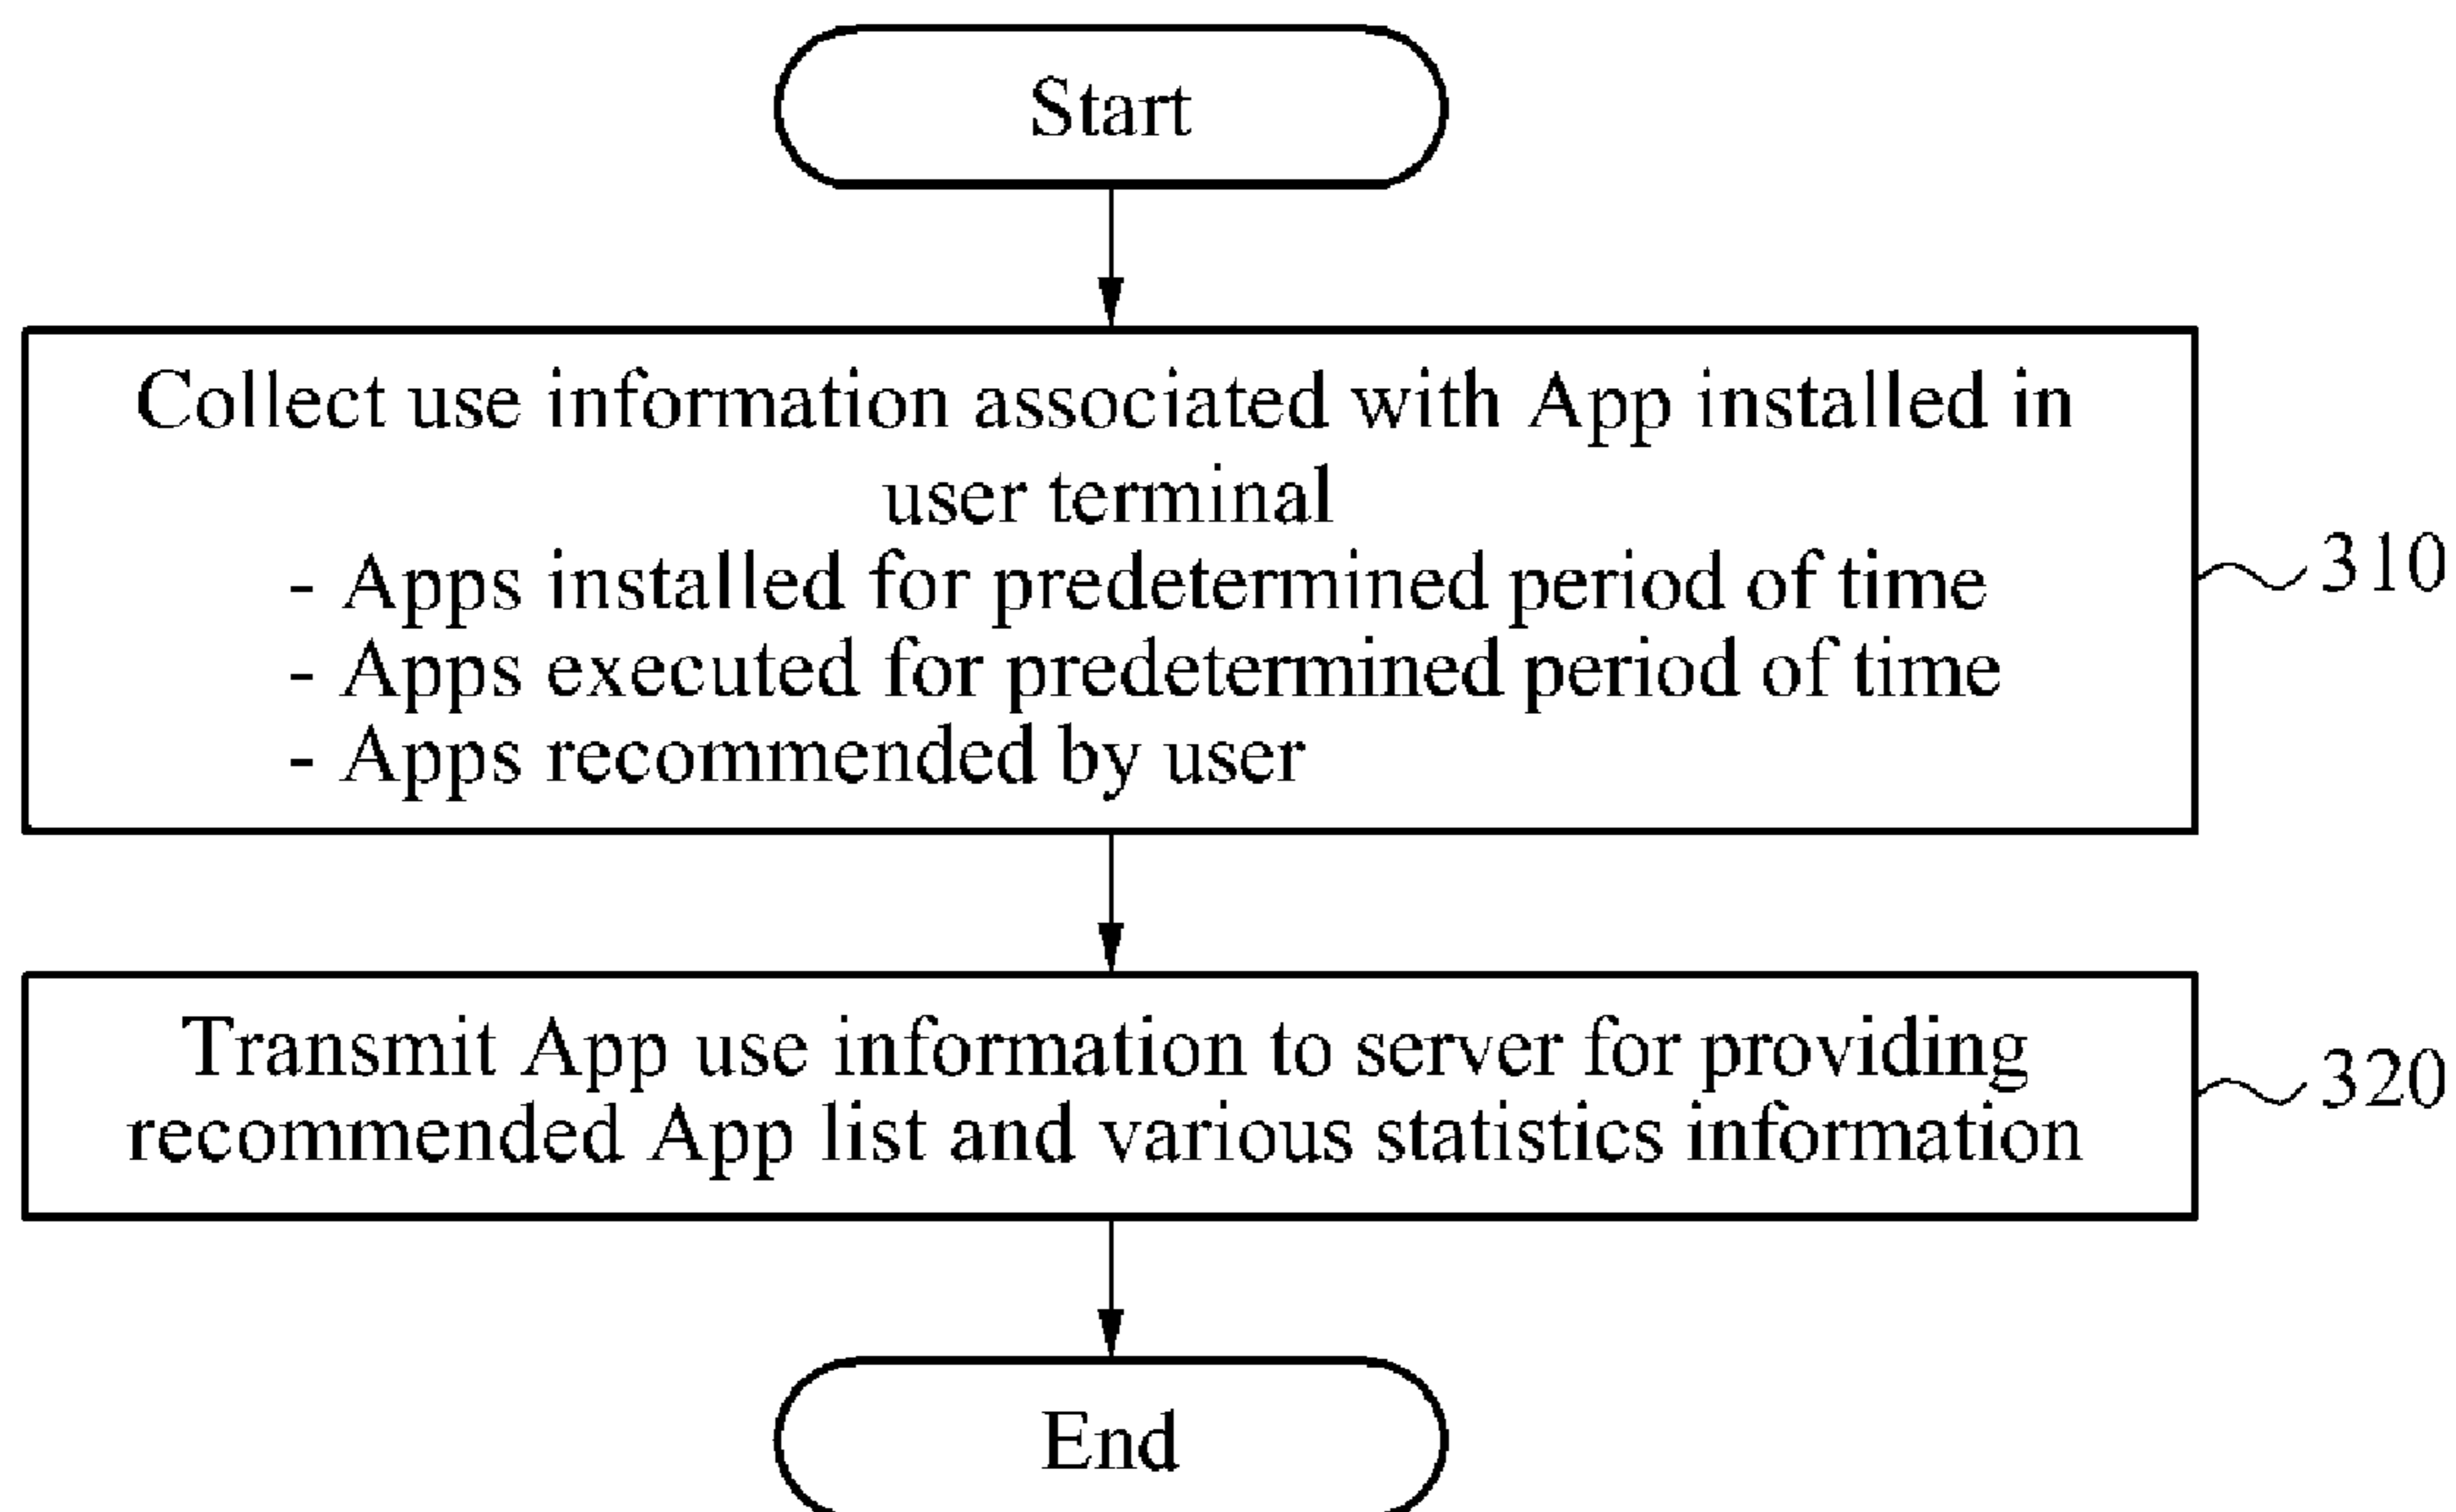 Start
Collect use information associated with App installed in
user terminal
- Apps installed for predetermined period of time
- Apps executed for predetermined period of time
- Apps recommended by user
310
Transmit App use information to server for providing
recommended App list and various statistics information
320
End